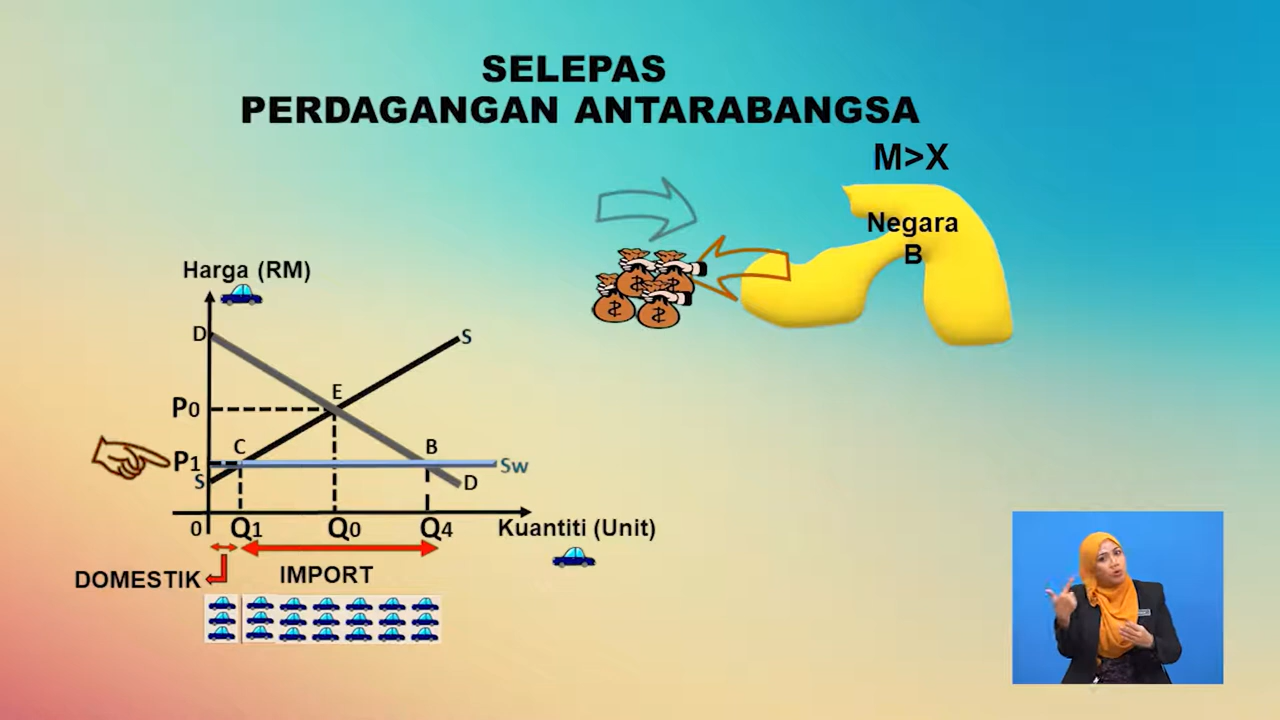 SELEPAS
PERDAGANGAN ANTARABANGSA
M>X
Negara
B
Harga (RM)
D
S
E
P0
C
B
P1
Sw
S
D
0
Q1
Q0
Q4
Kuantiti (Unit)
DOMESTIK
IMPORT